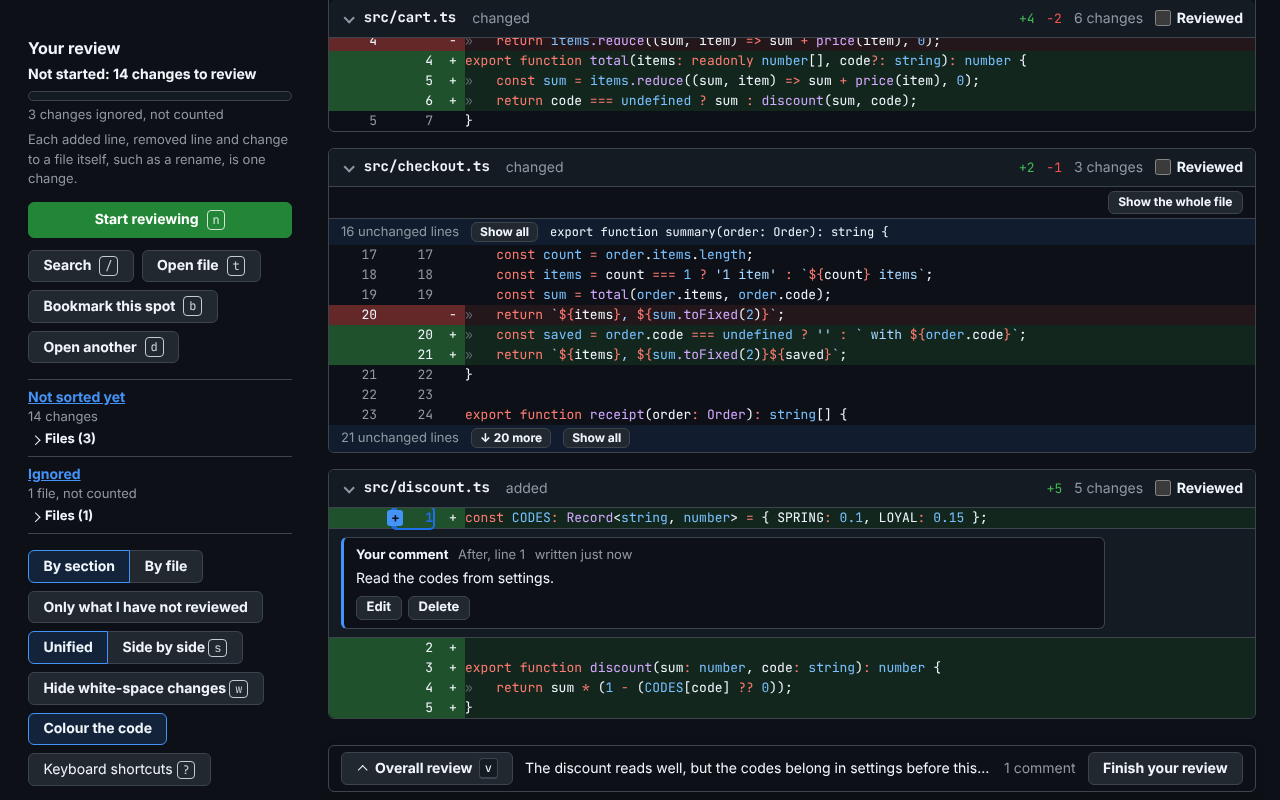 Your review
Not started: 14 changes to review
3 changes ignored, not counted
Each added line, removed line and change
to a file itself, such as a rename, is one
change.
Start reviewing n
Search / Open file t
Bookmark this spot b
Open another d
Not sorted yet
14 changes
Files (3)
Ignored
1 file, not counted
Files (1)
By section By file
Only what I have not reviewed
Unified Side by side s
Hide white-space changes w
Colour the code
Keyboard shortcuts ?
src/cart.ts changed +4 -2 6 changes Reviewed
4 - » return items.reduce((sum, item) => sum + price(item), 0);
4 + export function total(items: readonly number[], code?: string): number {
5 + » const sum = items.reduce((sum, item) => sum + price(item), 0);
6 + » return code === undefined ? sum : discount(sum, code);
5 7 }
src/checkout.ts changed +2 -1 3 changes Reviewed
Show the whole file
16 unchanged lines Show all export function summary(order: Order): string {
17 17 const count = order.items.length;
18 18 const items = count === 1 ? '1 item' : `${count} items`;
19 19 const sum = total(order.items, order.code);
20 - » return `${items}, ${sum.toFixed(2)}`;
20 + » const saved = order.code === undefined ? '' : ` with ${order.code}`;
21 + » return `${items}, ${sum.toFixed(2)}${saved}`;
21 22 }
22 23
23 24 export function receipt(order: Order): string[] {
21 unchanged lines ↓ 20 more Show all
src/discount.ts added +5 5 changes Reviewed
+ 1 + const CODES: Record<string, number> = { SPRING: 0.1, LOYAL: 0.15 };
Your comment After, line 1 written just now
Read the codes from settings.
Edit Delete
2 +
3 + export function discount(sum: number, code: string): number {
4 + » return sum * (1 - (CODES[code] ?? 0));
5 + }
Overall review v The discount reads well, but the codes belong in settings before this… 1 comment Finish your review